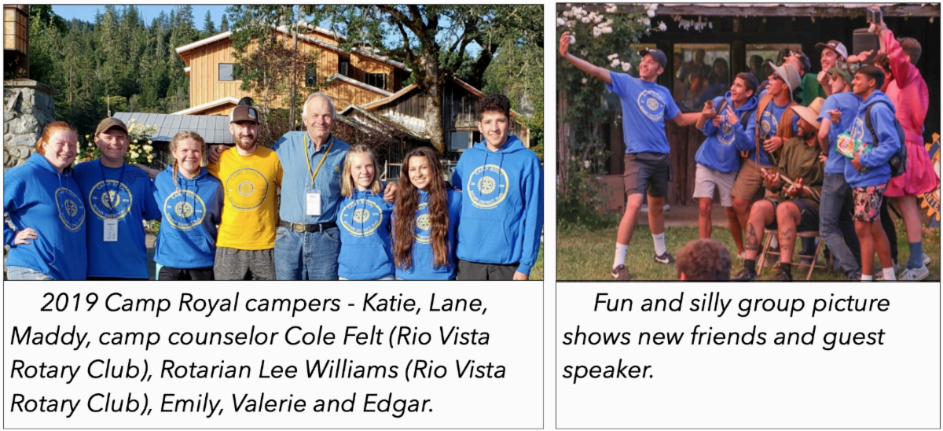 2019 Camp Royal campers - Katie, Lane,
Maddy, camp counselor Cole Felt (Rio Vista
Rotary Club), Rotarian Lee Williams (Rio Vista
Rotary Club), Emily, Valerie and Edgar.
Fun and silly group picture
shows new friends and guest
speaker.